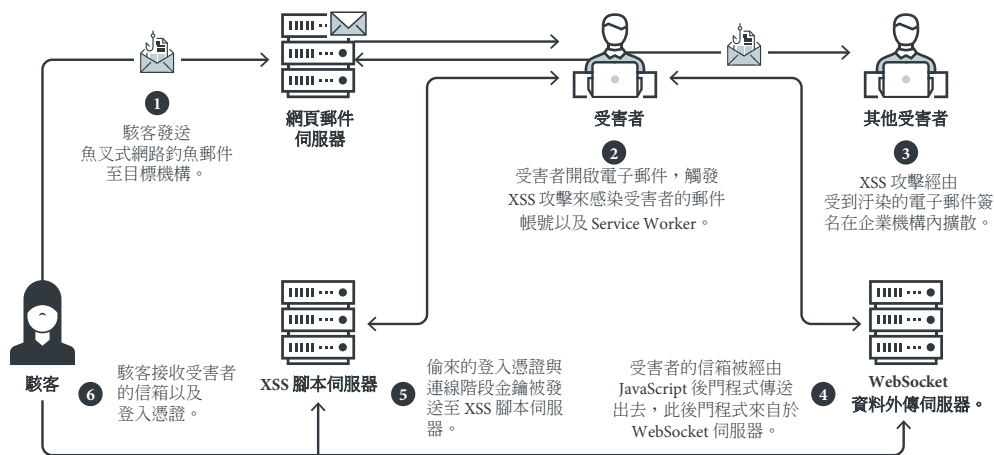 網頁郵件
伺服器
受害者
其他受害者
1
駭客發送
魚叉式網路釣魚郵件
至目標機構。
2
受害者開啟電子郵件，觸發
XSS 攻擊來感染受害者的郵件
帳號以及 Service Worker。
3
XSS 攻擊經由
受到汙染的電子郵件簽
名在企業機構內擴散。
駭客
6
駭客接收受害者
的信箱以及
登入憑證。
XSS 腳本伺服器
5
偷來的登入憑證與
連線階段金鑰被發
送至 XSS 腳本伺服
器。
受害者的信箱被經由
JavaScript 後門程式傳送
出去，此後門程式來自於
WebSocket 伺服器。
4
WebSocket
資料外傳伺服器。